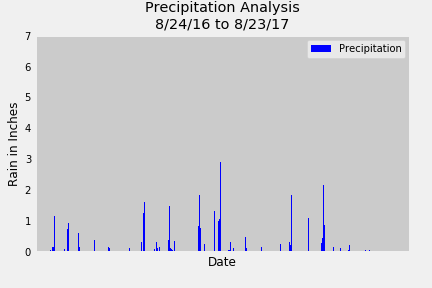 Precipitation Analysis
8/24/16 to 8/23/17
Precipitation
7
6
5
4
3
2
1
0
Rain in Inches
Date